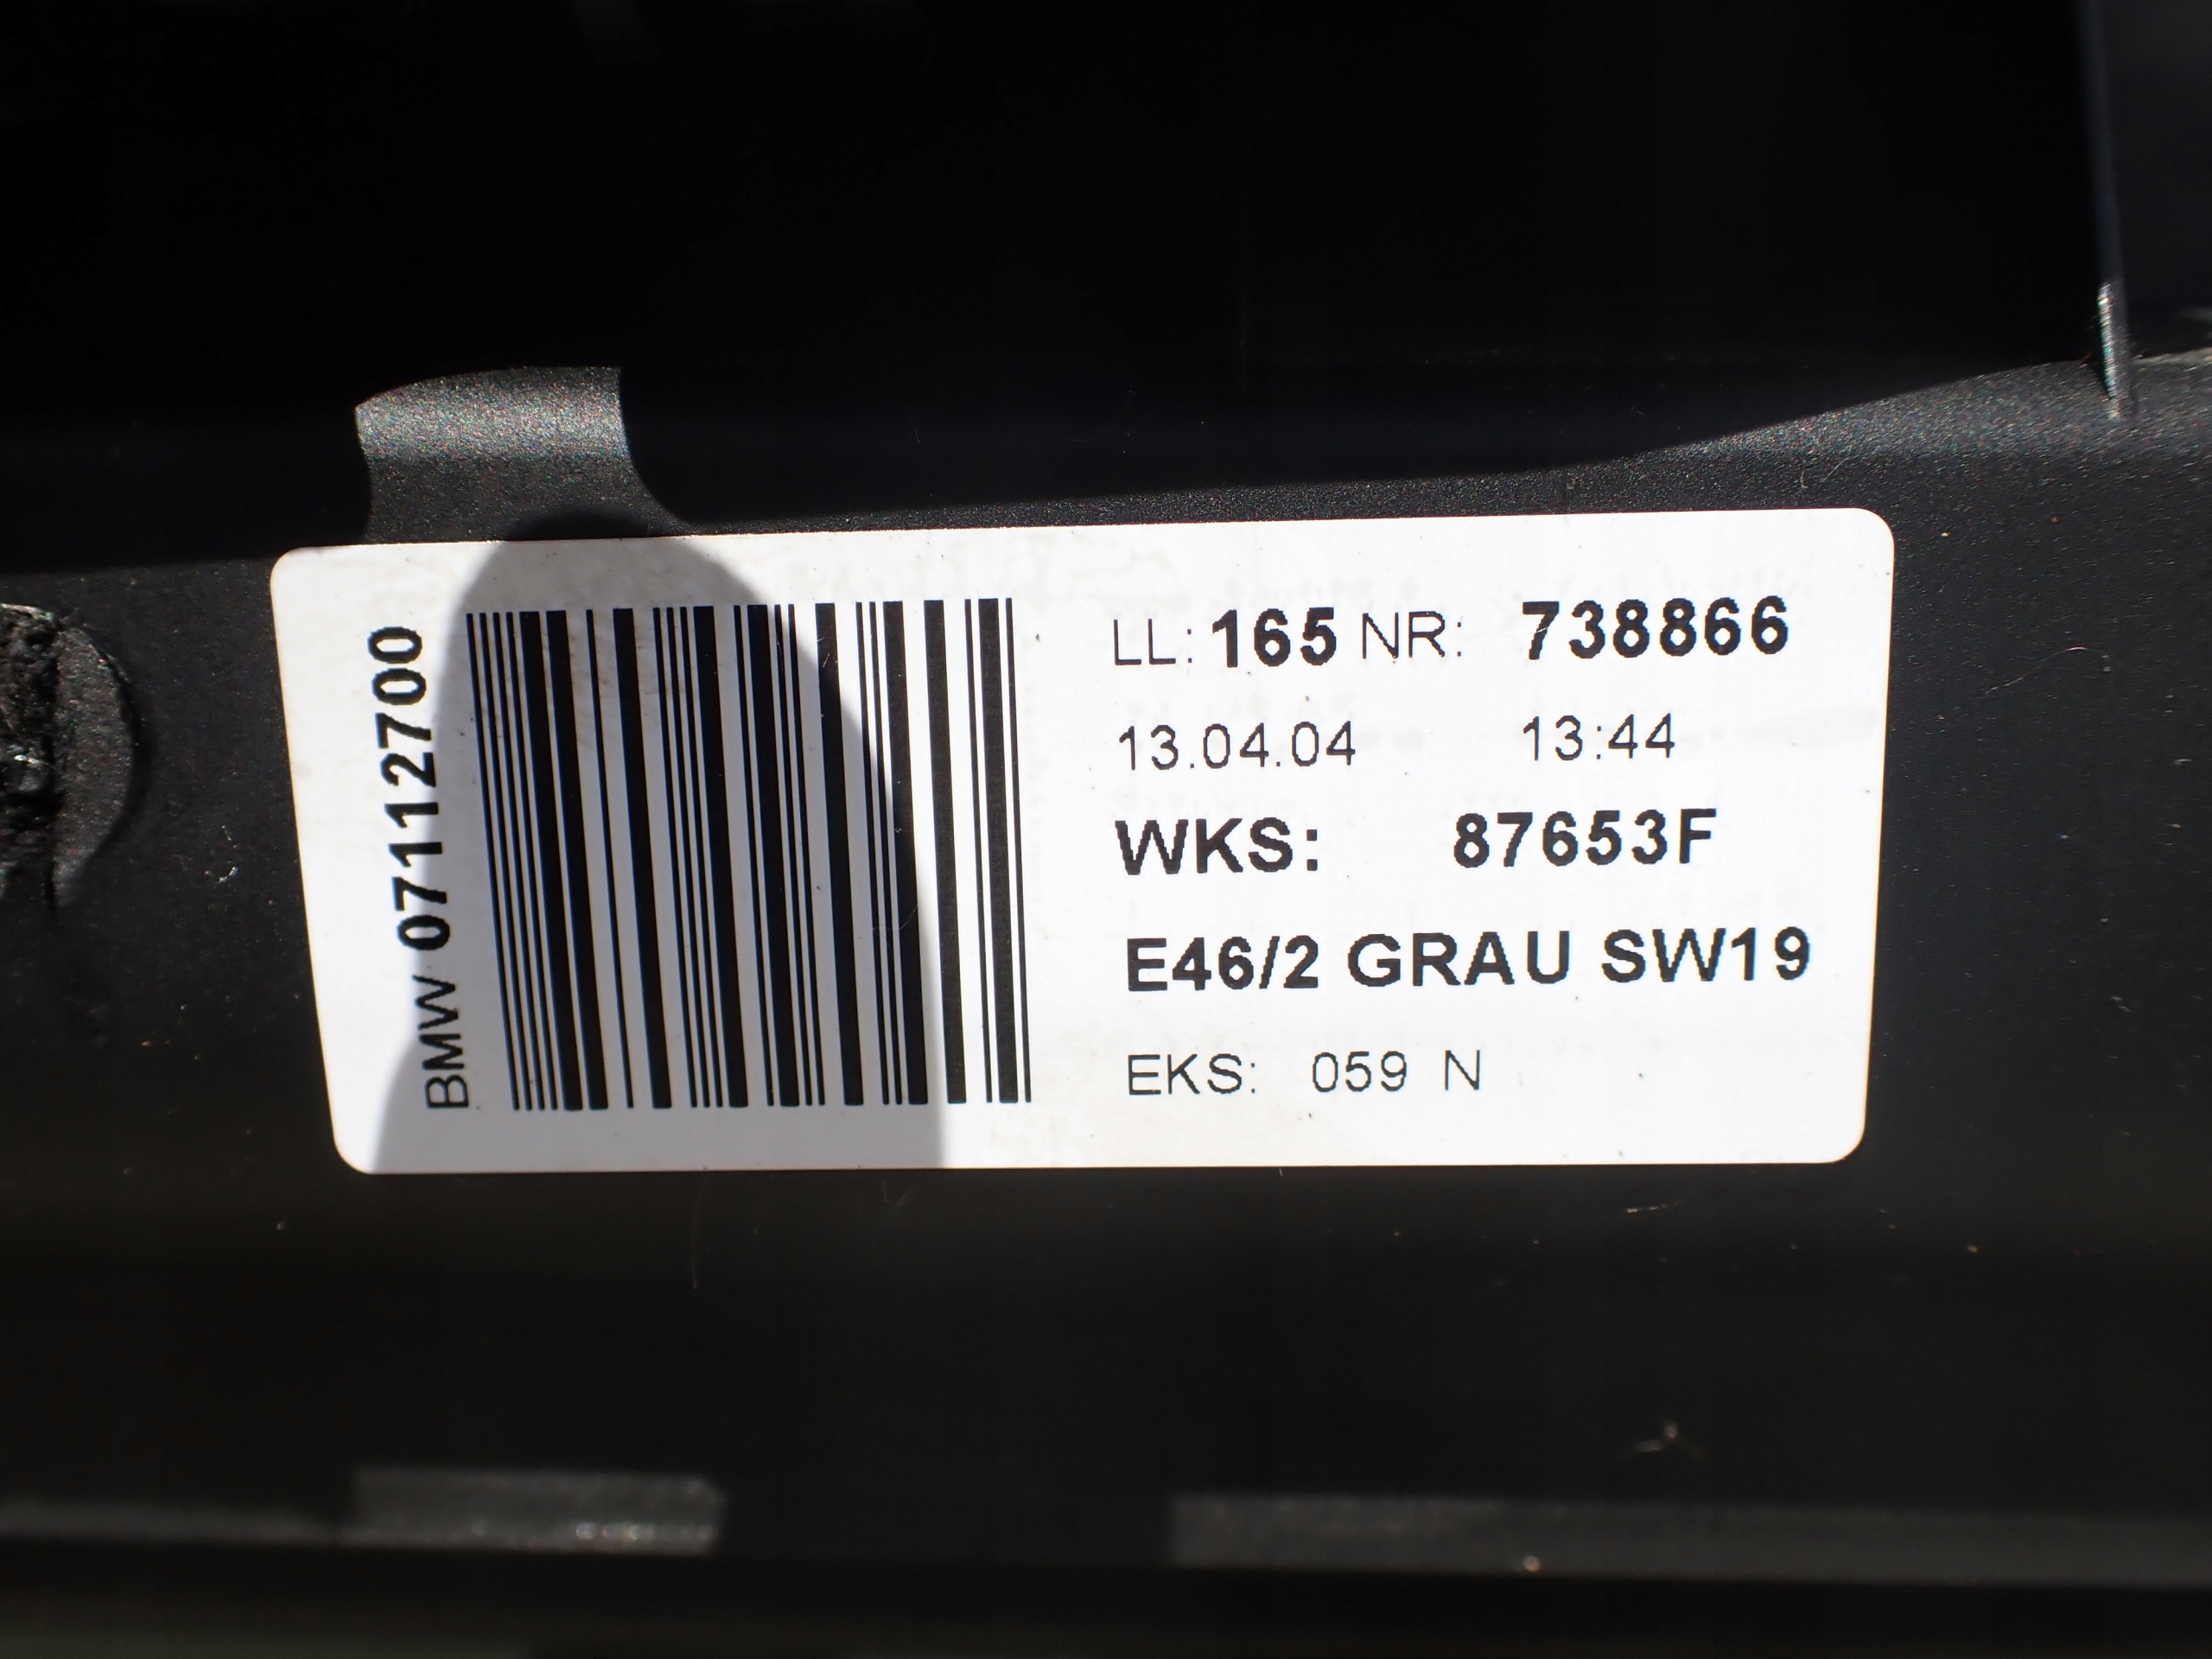 BMW 07112700
LL: 165 NR: 738866
13.04.04 13:44
WKS: 87653F
E46/2 GRAU SW19
EKS: 059 N